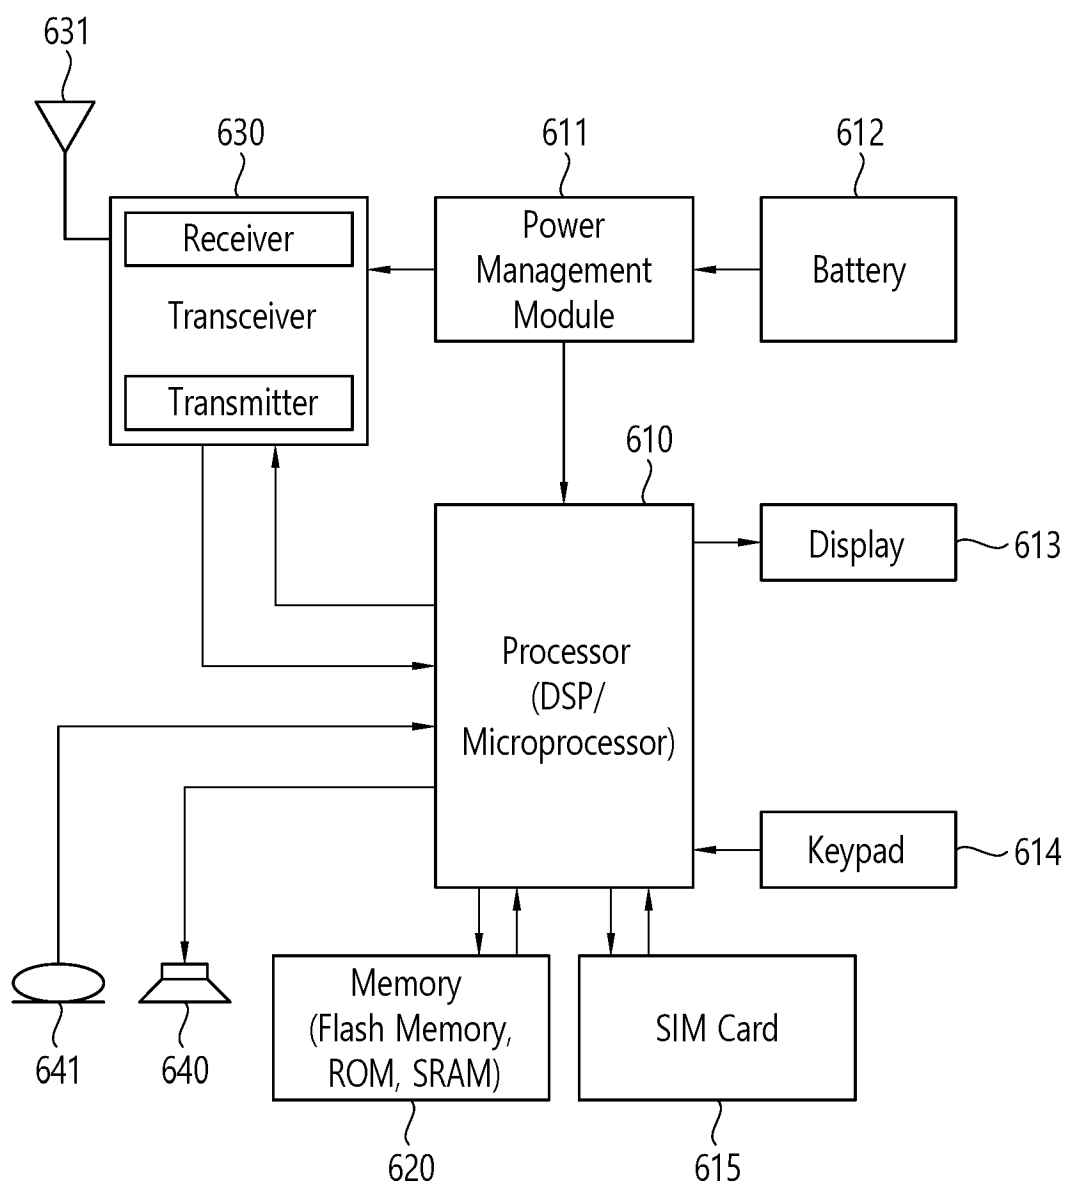 631
630
611
612
Receiver
Transceiver
Transmitter
Power
Management
Module
Battery
610
Display
613
Processor
(DSP/
Microprocessor)
Keypad
614
641
640
Memory
(Flash Memory,
ROM, SRAM)
SIM Card
620
615